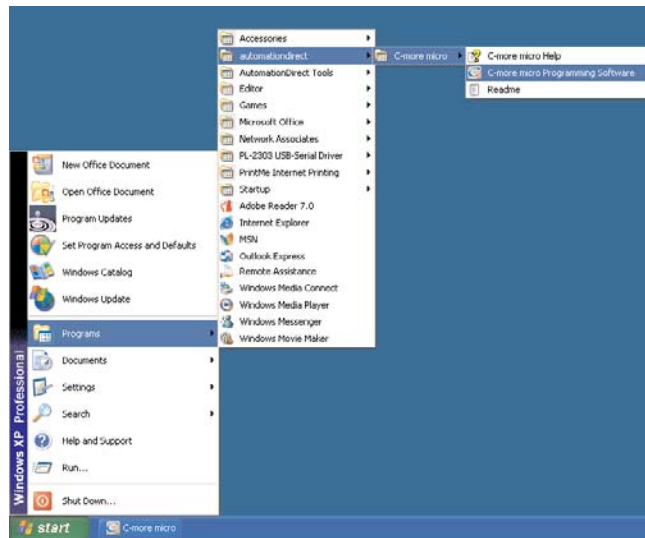 Accessories
automationdirect
AutomationDirect Tools
Editor
Games
Microsoft Office
Network Associates
PL-2303 USB-Serial Driver
PrintMe Internet Printing
Startup
Adobe Reader 7.0
Internet Explorer
MSN
Outlook Express
Remote Assistance
Windows Media Connect
Windows Media Player
Windows Messenger
Windows Movie Maker
C-more micro
C-more micro Help
C-more micro Programming Software
Readme
New Office Document
Open Office Document
Program Updates
Set Program Access and Defaults
Windows Catalog
Windows Update
Programs
Documents
Settings
Search
Help and Support
Run...
Shut Down...
Windows XP Professional
start
C-more micro